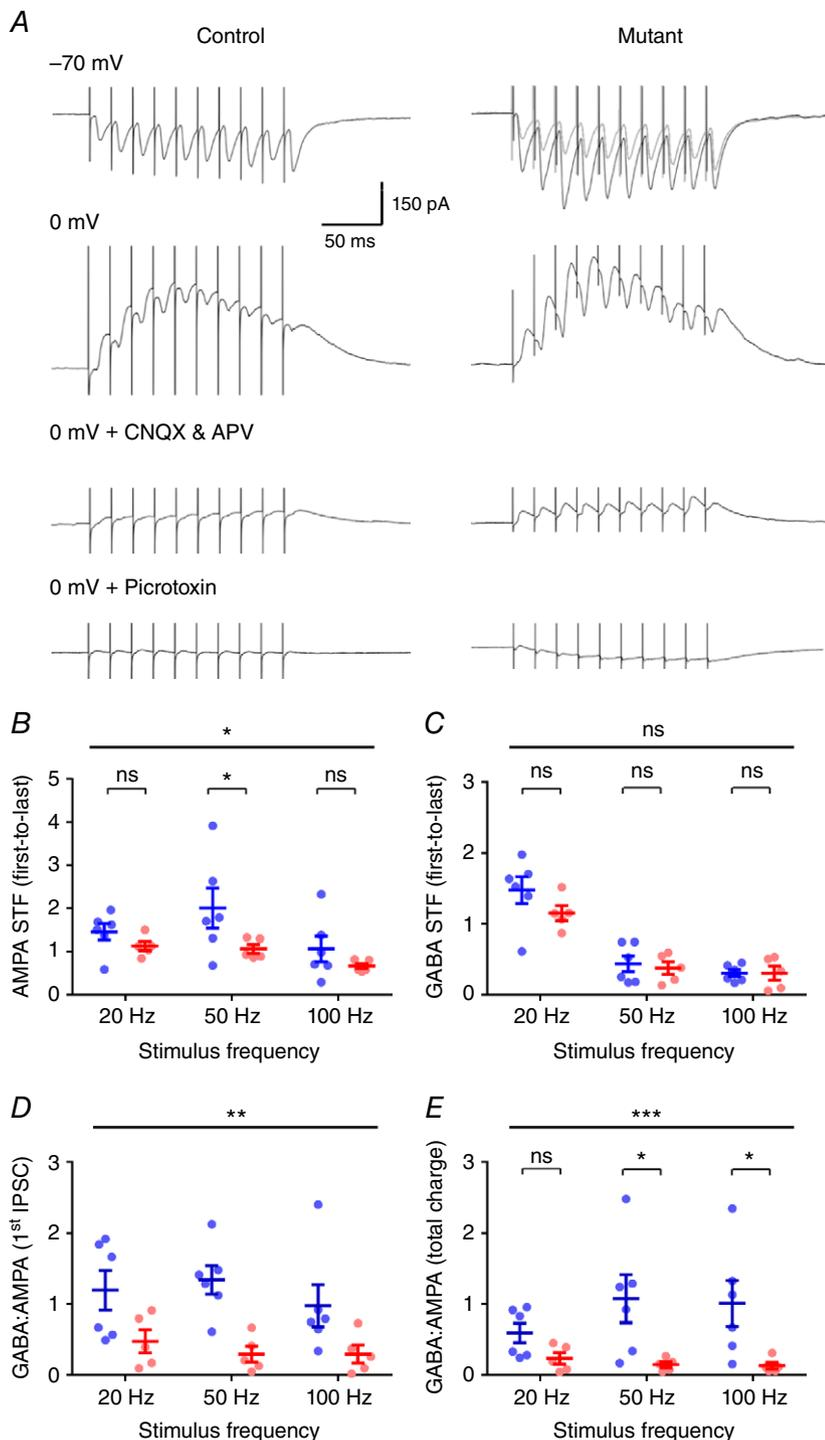 A
Control
Mutant
–70 mV
150 pA
50 ms
0 mV
0 mV + CNQX & APV
0 mV + Picrotoxin
B
*
ns
*
ns
AMPA STF (first-to-last)
5
4
3
2
1
0
20 Hz
50 Hz
100 Hz
Stimulus frequency
C
ns
ns
ns
ns
GABA STF (first-to-last)
3
2
1
0
20 Hz
50 Hz
100 Hz
Stimulus frequency
D
**
GABA:AMPA (1st IPSC)
3
2
1
0
20 Hz
50 Hz
100 Hz
Stimulus frequency
E
***
ns
*
*
GABA:AMPA (total charge)
3
2
1
0
20 Hz
50 Hz
100 Hz
Stimulus frequency